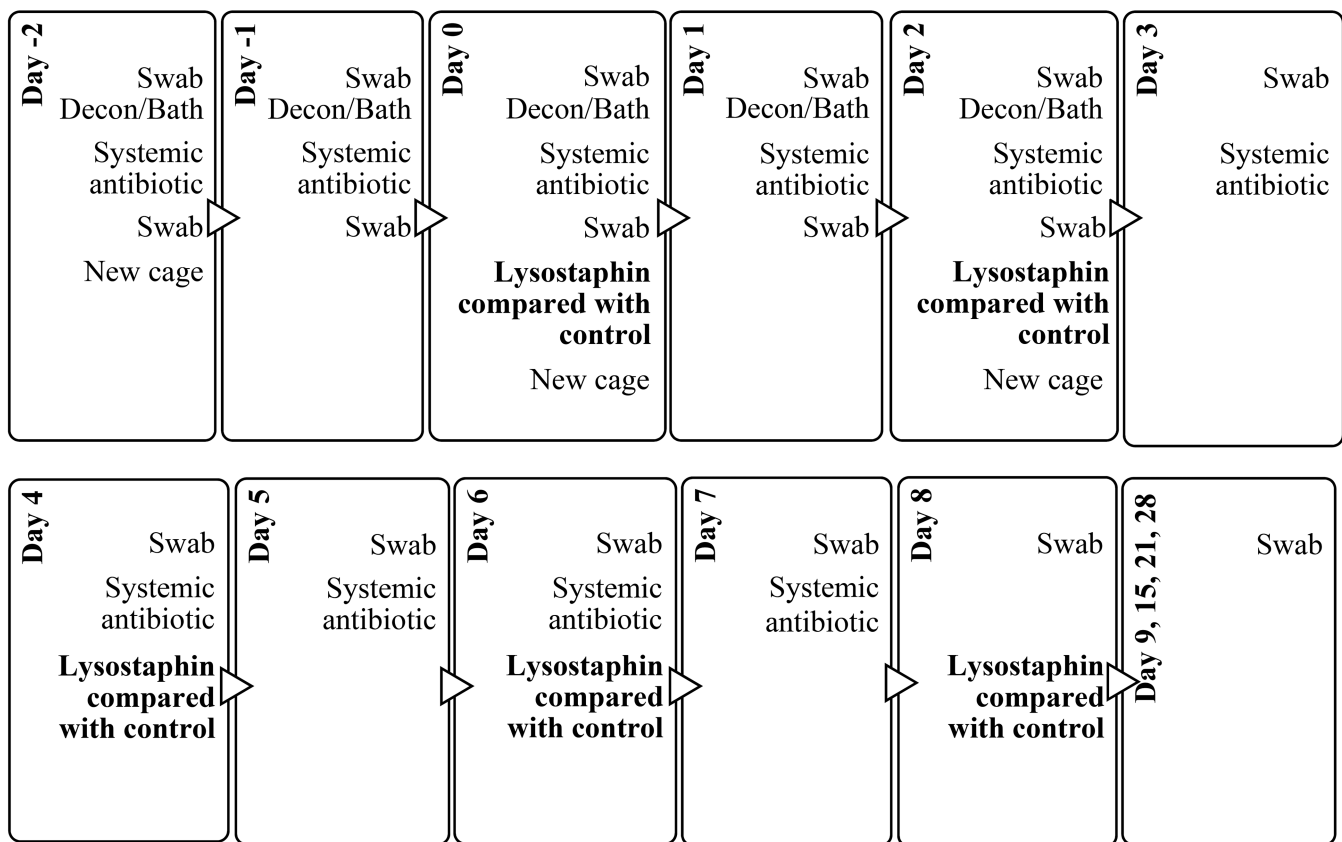 Day -2
Swab
Decon/Bath
Systemic
antibiotic
Swab
New cage
Day -1
Swab
Decon/Bath
Systemic
antibiotic
Swab
Day 0
Swab
Decon/Bath
Systemic
antibiotic
Swab
Lysostaphin
compared with
control
New cage
Day 1
Swab
Decon/Bath
Systemic
antibiotic
Swab
Day 2
Swab
Decon/Bath
Systemic
antibiotic
Swab
Lysostaphin
compared with
control
New cage
Day 3
Swab
Systemic
antibiotic
Day 4
Swab
Systemic
antibiotic
Lysostaphin
compared
with control
Day 5
Swab
Systemic
antibiotic
Day 6
Swab
Systemic
antibiotic
Lysostaphin
compared
with control
Day 7
Swab
Systemic
antibiotic
Day 8
Swab
Lysostaphin
compared
with control
Day 9, 15, 21, 28
Swab